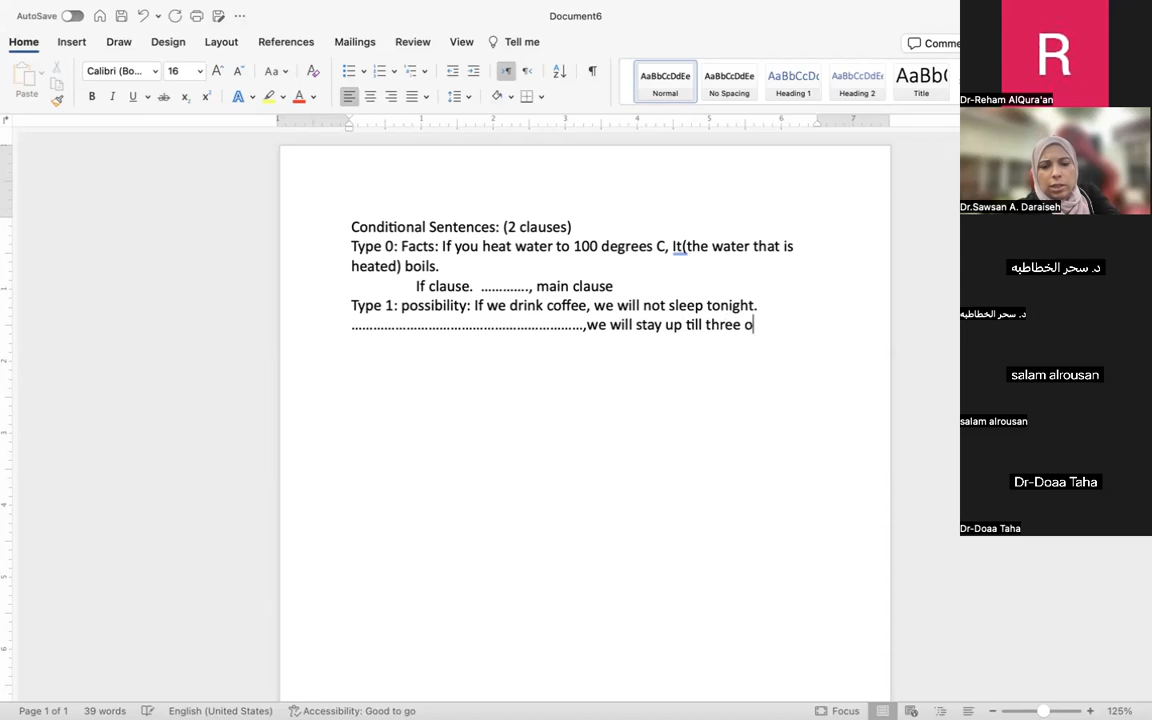 AutoSave
Document6
Home Insert Draw Design Layout References Mailings Review View Tell me
Comme
Paste
Calibri (Bo... 16
AaBbCcDdEe AaBbCcDdEe AaBbCcDc AaBbCcDdEe AaBbC
Normal No Spacing Heading 1 Heading 2 Title
Conditional Sentences: (2 clauses)
Type 0: Facts: If you heat water to 100 degrees C, It(the water that is
heated) boils.
If clause. …………., main clause
Type 1: possibility: If we drink coffee, we will not sleep tonight.
…………………………………………………………,we will stay up till three o
R
Dr-Reham AlQura'an
Dr.Sawsan A. Daraiseh
د. سحر الخطاطبه
د. سحر الخطاطبه
salam alrousan
salam alrousan
Dr-Doaa Taha
Dr-Doaa Taha
Page 1 of 1 39 words English (United States) Accessibility: Good to go Focus 125%